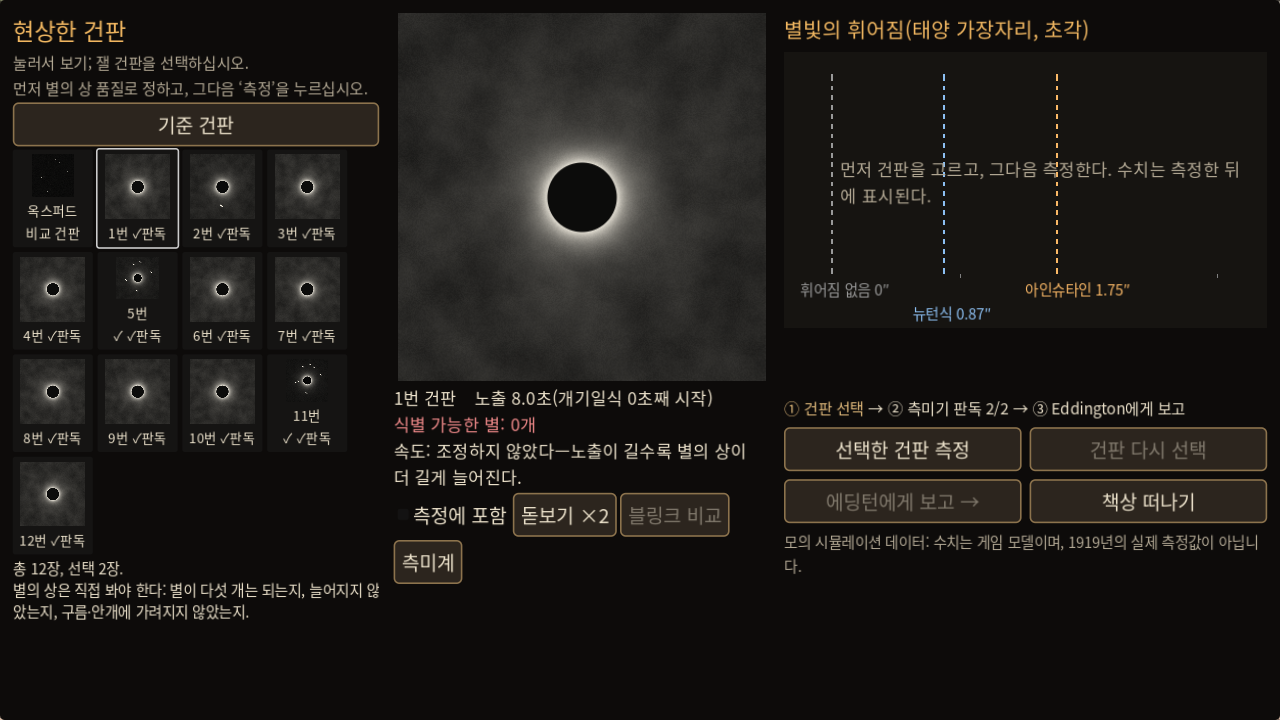 현상한 건판
눌러서 보기; 잴 건판을 선택하십시오.
먼저 별의 상 품질로 정하고, 그다음 ‘측정’을 누르십시오.
기준 건판
옥스퍼드
비교 건판
1번 ✓판독
2번 ✓판독
3번 ✓판독
4번 ✓판독
5번
✓ ✓판독
6번 ✓판독
7번 ✓판독
8번 ✓판독
9번 ✓판독
10번 ✓판독
11번
✓ ✓판독
12번 ✓판독
총 12장, 선택 2장.
별의 상은 직접 봐야 한다: 별이 다섯 개는 되는지, 늘어지지 않
았는지, 구름·안개에 가려지지 않았는지.
1번 건판 노출 8.0초(개기일식 0초째 시작)
식별 가능한 별: 0개
속도: 조정하지 않았다—노출이 길수록 별의 상이
더 길게 늘어진다.
측정에 포함
돋보기 ×2
블링크 비교
측미계
별빛의 휘어짐(태양 가장자리, 초각)
먼저 건판을 고르고, 그다음 측정한다. 수치는 측정한 뒤
에 표시된다.
휘어짐 없음 0″
아인슈타인 1.75″
뉴턴식 0.87″
① 건판 선택 → ② 측미기 판독 2/2 → ③ Eddington에게 보고
선택한 건판 측정
건판 다시 선택
에딩턴에게 보고 →
책상 떠나기
모의 시뮬레이션 데이터: 수치는 게임 모델이며, 1919년의 실제 측정값이 아닙니
다.